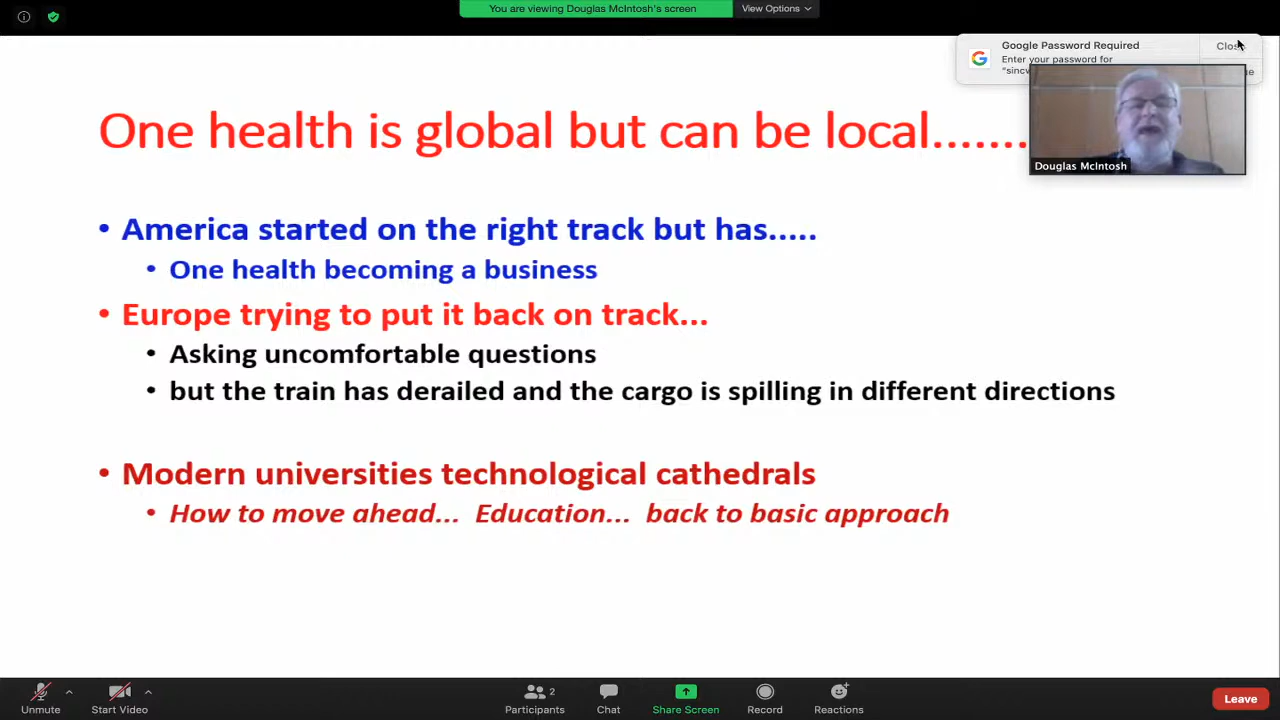 You are viewing Douglas McIntosh's screen
View Options
Google Password Required
Enter your password for
Douglas McIntosh
One health is global but can be local.......
• America started on the right track but has.....
• One health becoming a business
• Europe trying to put it back on track...
• Asking uncomfortable questions
• but the train has derailed and the cargo is spilling in different directions
• Modern universities technological cathedrals
• How to move ahead... Education... back to basic approach
Unmute
Start Video
2
Participants
Chat
Share Screen
Record
Reactions
Leave